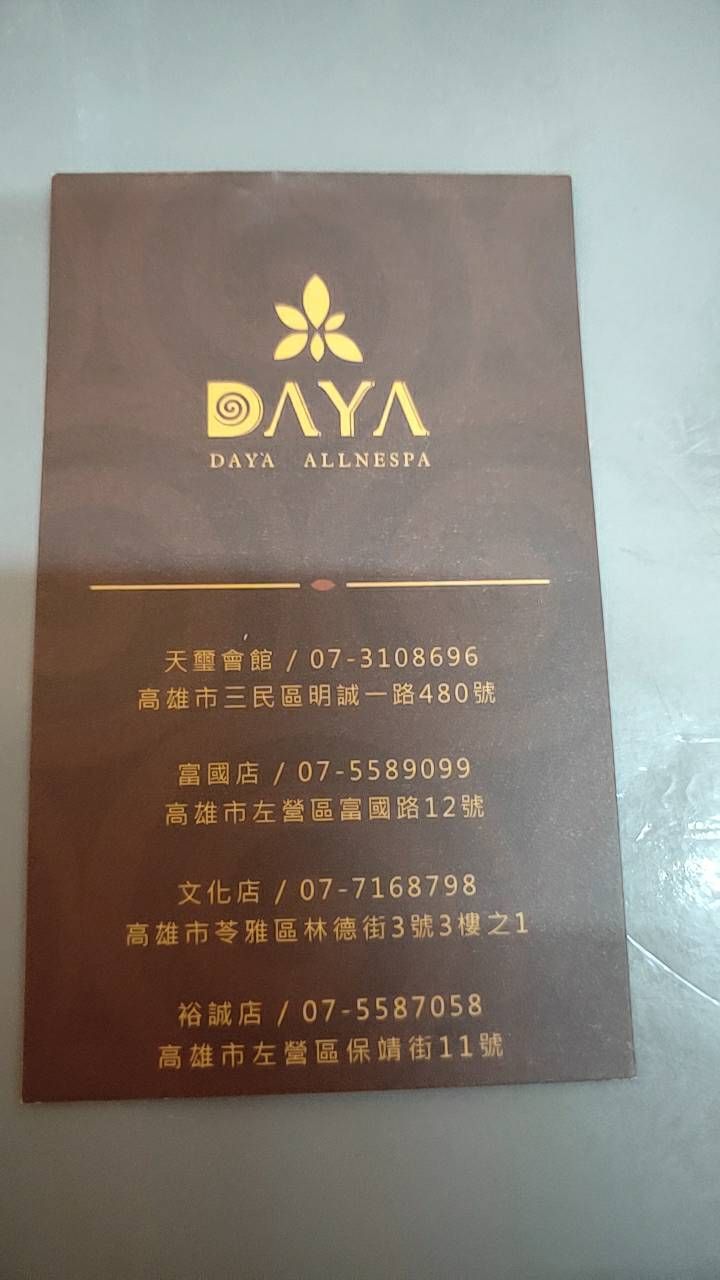 DAYA
DAYA ALLNESPA
天璽會館 / 07-3108696
高雄市三民區明誠一路480號
富國店 / 07-5589099
高雄市左營區富國路12號
文化店 / 07-7168798
高雄市苓雅區林德街3號3樓之1
裕誠店 / 07-5587058
高雄市左營區保靖街11號